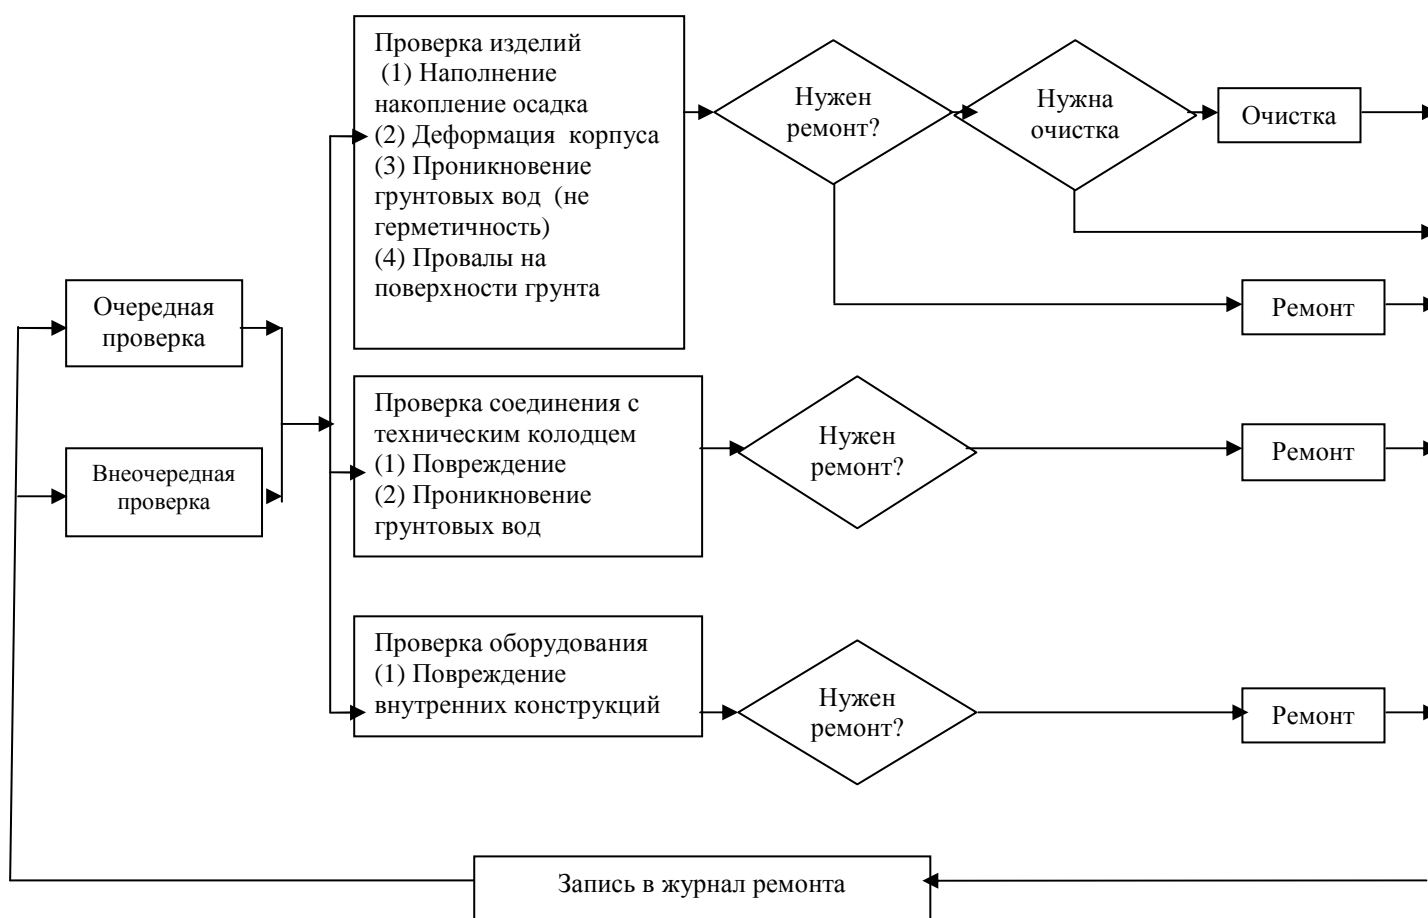 Проверка изделий
(1) Наполнение
накопление осадка
(2) Деформация корпуса
(3) Проникновение
грунтовых вод (не
герметичность)
(4) Провалы на
поверхности грунта
Нужен
ремонт?
Нужна
очистка
Очистка
Ремонт
Очередная
проверка
Внеочередная
проверка
Проверка соединения с
техническим колодцем
(1) Повреждение
(2) Проникновение
грунтовых вод
Нужен
ремонт?
Ремонт
Проверка оборудования
(1) Повреждение
внутренних конструкций
Нужен
ремонт?
Ремонт
Запись в журнал ремонта